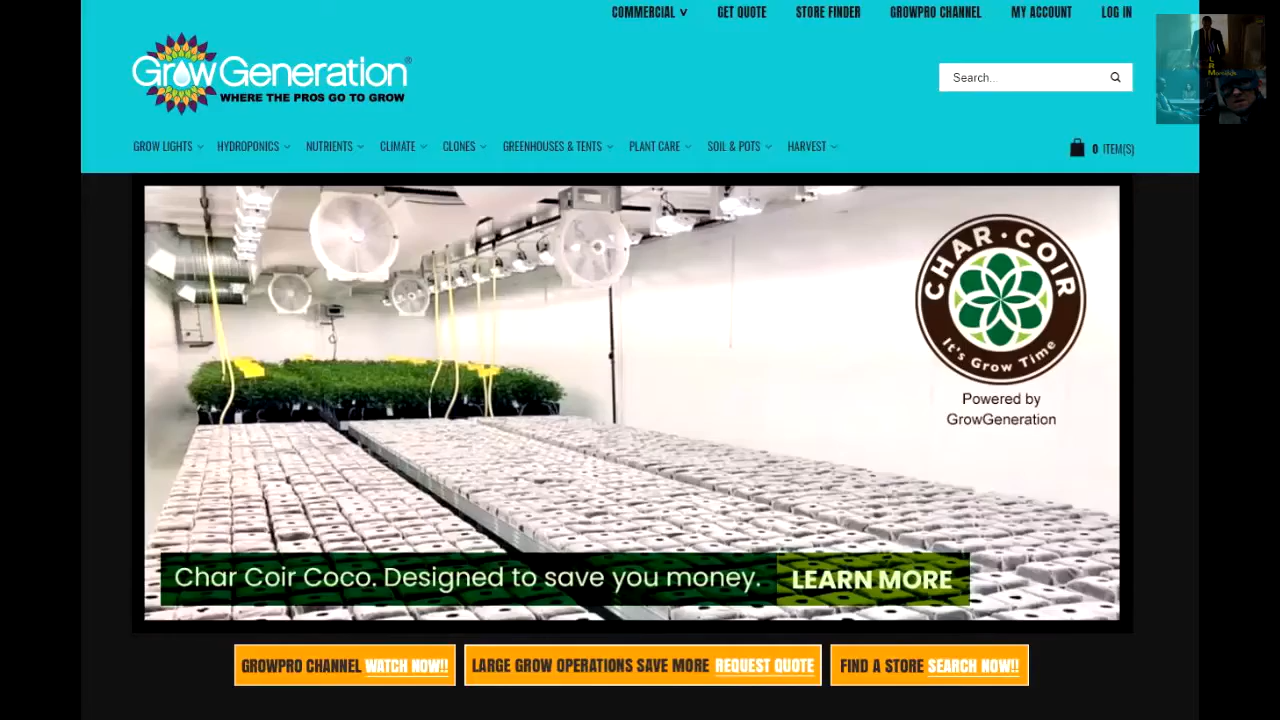 COMMERCIAL GET QUOTE STORE FINDER GROWPRO CHANNEL MY ACCOUNT LOG IN
GrowGeneration®
WHERE THE PROS GO TO GROW
Search...
GROW LIGHTS HYDROPONICS NUTRIENTS CLIMATE CLONES GREENHOUSES & TENTS PLANT CARE SOIL & POTS HARVEST
0 ITEM(S)
CHAR·COIR
It's Grow Time
Powered by
GrowGeneration
Char Coir Coco. Designed to save you money. LEARN MORE
GROWPRO CHANNEL WATCH NOW!! LARGE GROW OPERATIONS SAVE MORE REQUEST QUOTE FIND A STORE SEARCH NOW!!